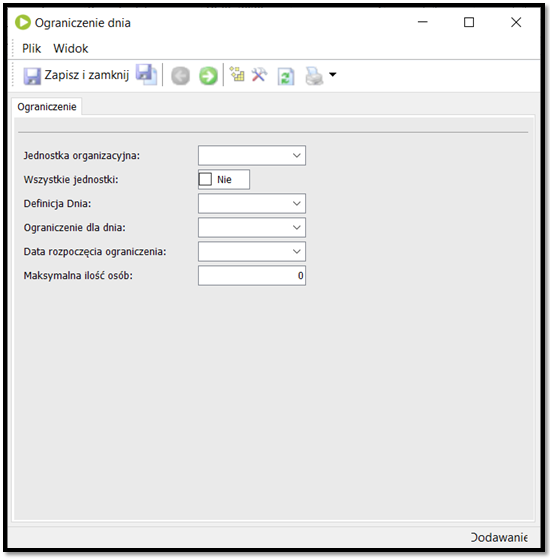 Ograniczenie dnia
Plik Widok
Zapisz i zamknij
Ograniczenie
Jednostka organizacyjna:
Wszystkie jednostki: Nie
Definicja Dnia:
Ograniczenie dla dnia:
Data rozpoczęcia ograniczenia:
Maksymalna ilość osób: 0
Dodawanie